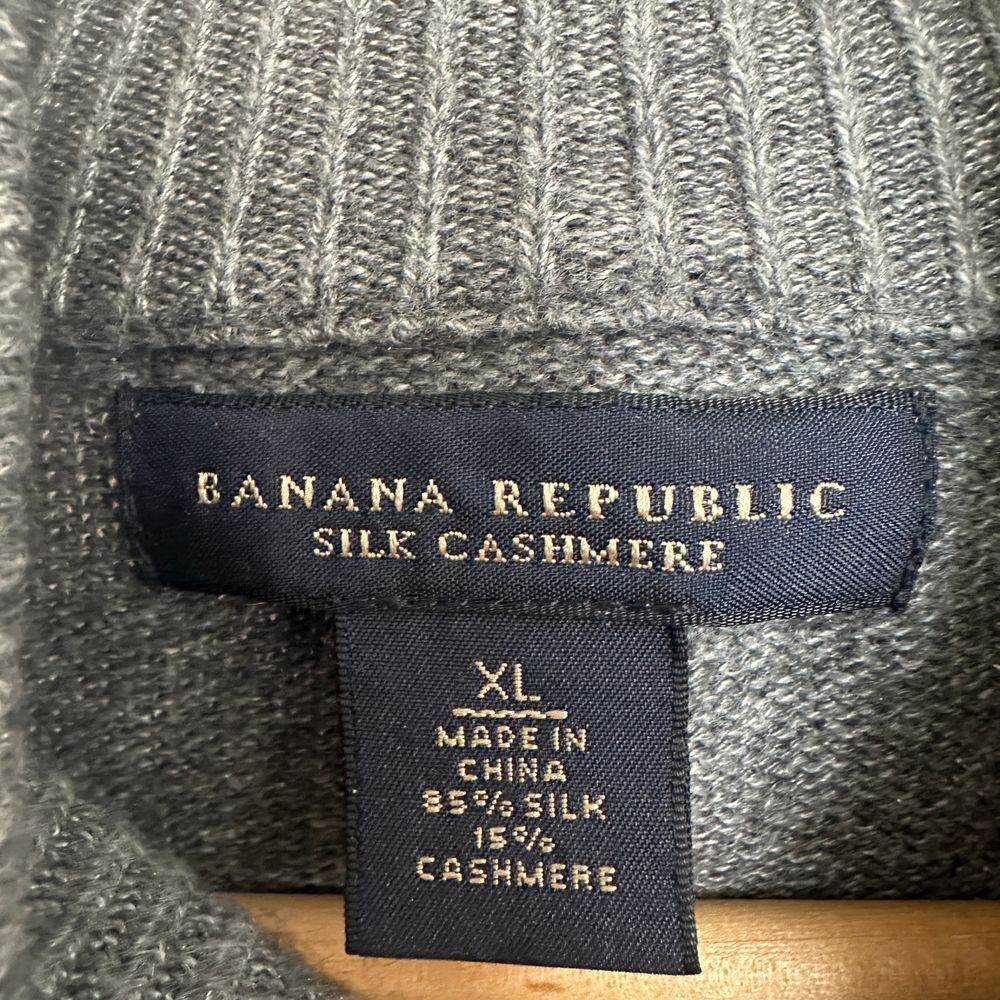 BANANA REPUBLIC
SILK CASHMERE
XL
MADE IN
CHINA
85% SILK
15%
CASHMERE